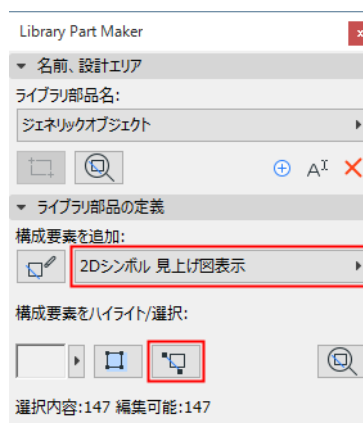 Library Part Maker
名前、設計エリア
ライブラリ部品名:
ジェネリックオブジェクト
A
ライブラリ部品の定義
構成要素を追加:
2Dシンボル 見上げ図表示
構成要素をハイライト/選択:
選択内容:147 編集可能:147